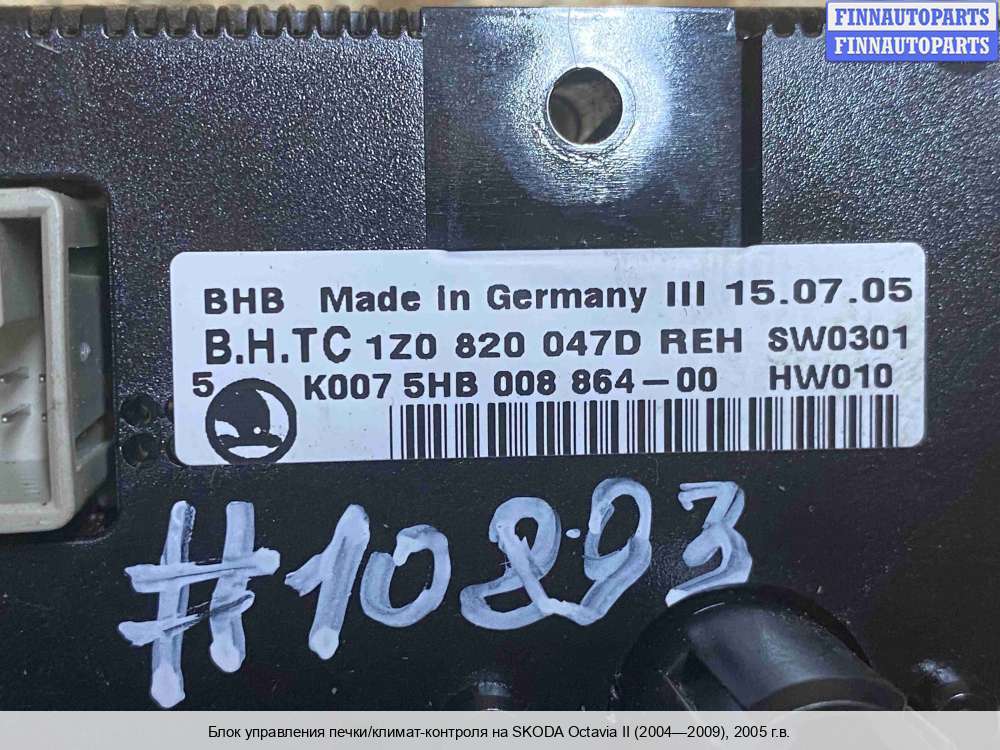 FINNAUTOPARTS
FINNAUTOPARTS
BHB Made in Germany III 15.07.05
B.H.TC 1Z0 820 047D REH SW0301
5 K007 5HB 008 864-00 HW010
Блок управления печки/климат-контроля на SKODA Octavia II (2004—2009), 2005 г.в.